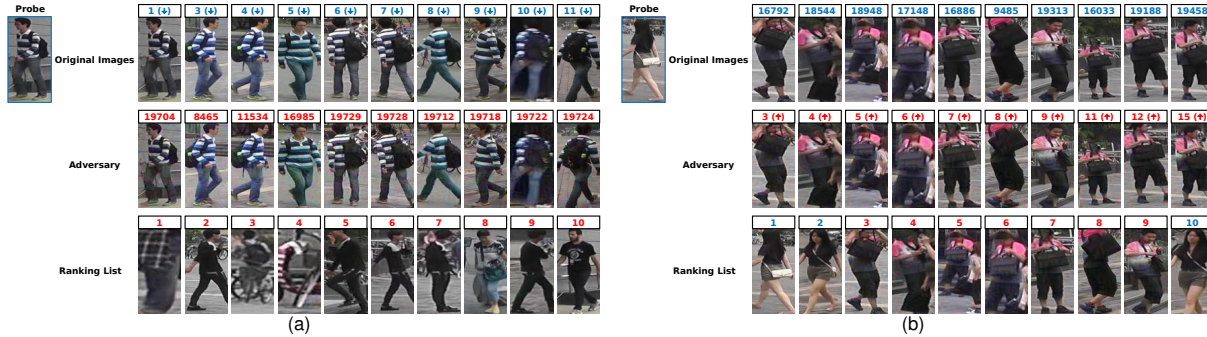 Probe
1 (↓) 3 (↓) 4 (↓) 5 (↓) 6 (↓) 7 (↓) 8 (↓) 9 (↓) 10 (↓) 11 (↓)
Original Images
19704 8465 11534 16985 19729 19728 19712 19718 19722 19724
Adversary
1 2 3 4 5 6 7 8 9 10
Ranking List
(a)
Probe
16792 18544 18948 17148 16886 9485 19313 16033 19188 19458
Original Images
3 (↑) 4 (↑) 5 (↑) 6 (↑) 7 (↑) 8 (↑) 9 (↑) 11 (↑) 12 (↑) 15 (↑)
Adversary
1 2 3 4 5 6 7 8 9 10
Ranking List
(b)